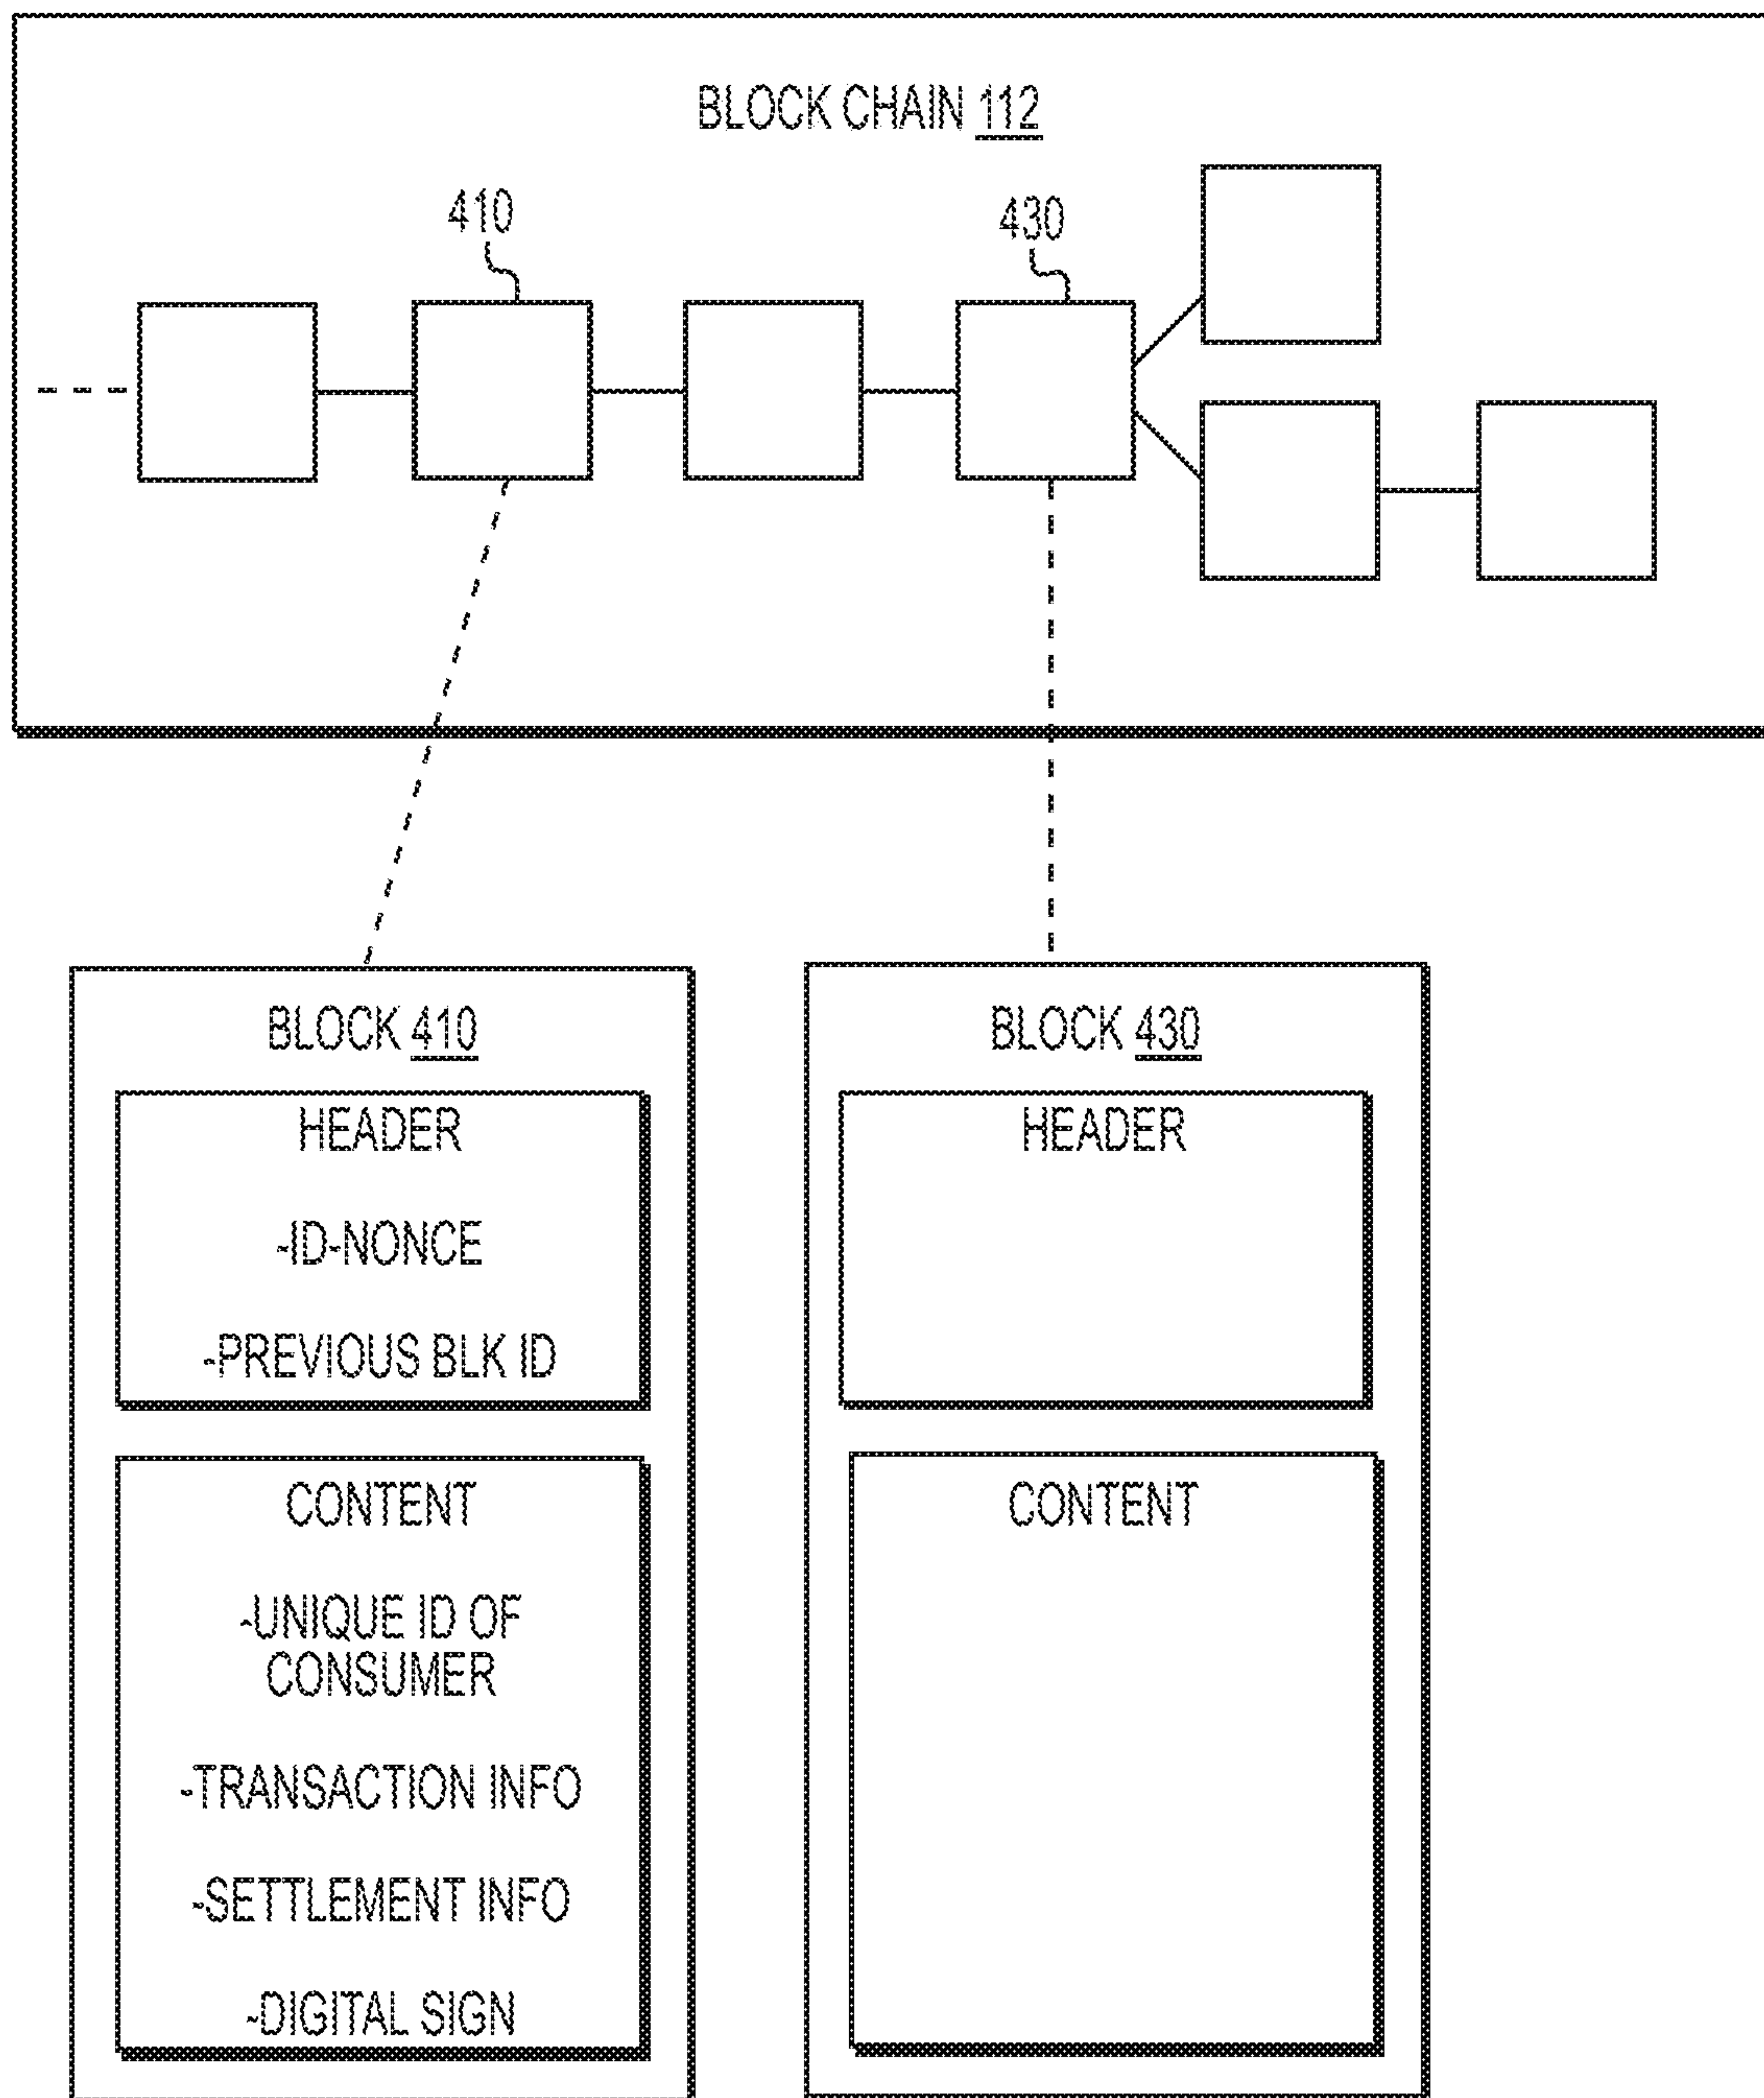 BLOCK CHAIN 112
410
430
BLOCK 410
HEADER
-ID-NONCE
-PREVIOUS BLK ID
CONTENT
-UNIQUE ID OF
CONSUMER
-TRANSACTION INFO
-SETTLEMENT INFO
-DIGITAL SIGN
BLOCK 430
HEADER
CONTENT